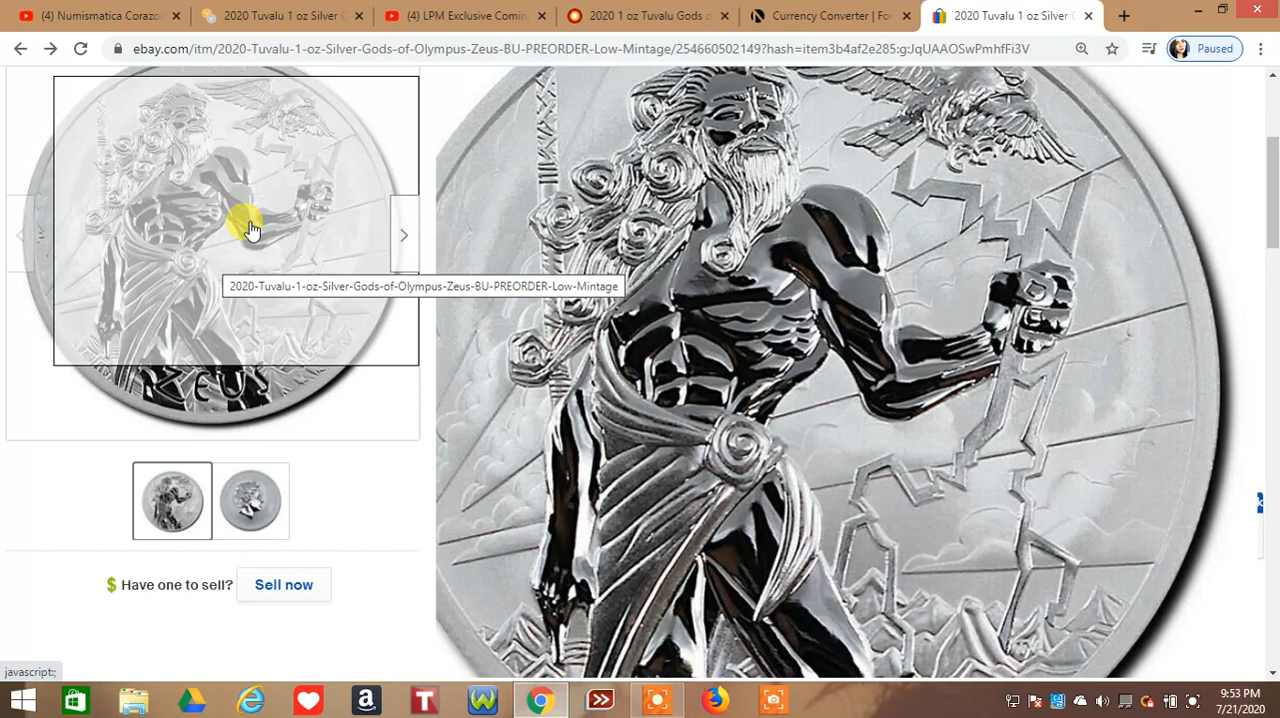 (4) Numismatica Corazo
2020 Tuvalu 1 oz Silver G
(4) LPM Exclusive Comin
2020 1 oz Tuvalu Gods o
Currency Converter | Fo
2020 Tuvalu 1 oz Silver G
ebay.com/itm/2020-Tuvalu-1-oz-Silver-Gods-of-Olympus-Zeus-BU-PREORDER-Low-Mintage/254660502149?hash=item3b4af2e285:g:JqUAAOSwPmhfFi3V
Paused
2020-Tuvalu-1-oz-Silver-Gods-of-Olympus-Zeus-BU-PREORDER-Low-Mintage
ZEUS
Have one to sell?
Sell now
javascript:;
9:53 PM
7/21/2020